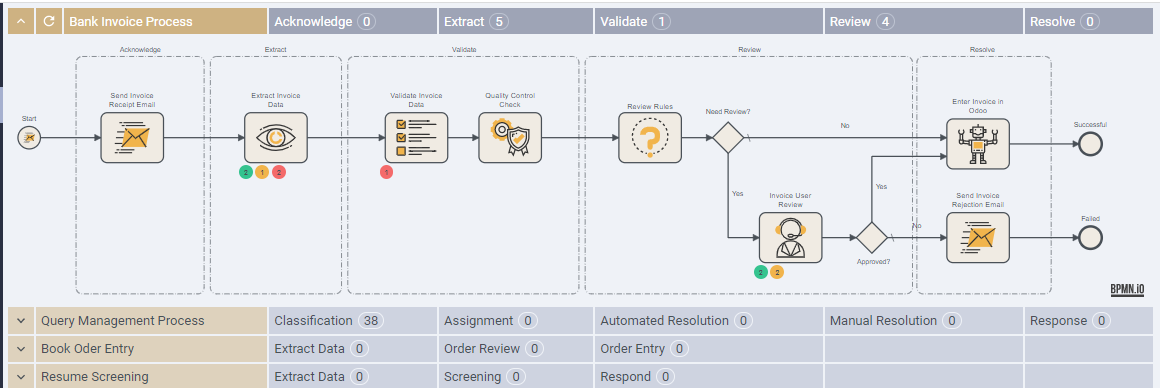 Bank Invoice Process Acknowledge 0 Extract 5 Validate 1 Review 4 Resolve 0
Acknowledge Extract Validate Review Resolve
Send Invoice
Receipt Email
Extract Invoice
Data
Validate Invoice
Data
Quality Control
Check
Review Rules
Need Review?
Enter Invoice in
Odoo
Start
Successful
No
2 1 2
1
Yes
Yes
Invoice User
Review
Send Invoice
Rejection Email
Failed
No
Approved?
2 2
BPMN.iO
Query Management Process Classification 38 Assignment 0 Automated Resolution 0 Manual Resolution 0 Response 0
Book Oder Entry Extract Data 0 Order Review 0 Order Entry 0
Resume Screening Extract Data 0 Screening 0 Respond 0